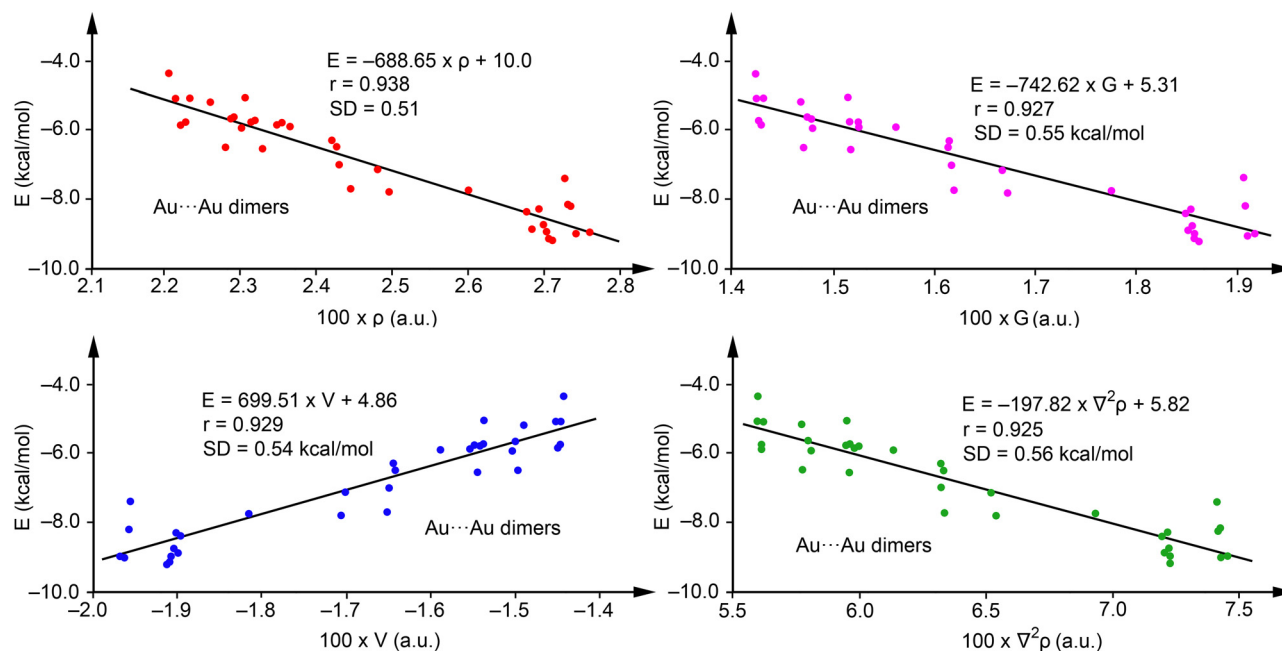 E (kcal/mol)
–4.0
–6.0
–8.0
–10.0
E = –688.65 x ρ + 10.0
r = 0.938
SD = 0.51
Au···Au dimers
2.1 2.2 2.3 2.4 2.5 2.6 2.7 2.8
100 x ρ (a.u.)
E (kcal/mol)
–4.0
–6.0
–8.0
–10.0
E = –742.62 x G + 5.31
r = 0.927
SD = 0.55 kcal/mol
Au···Au dimers
1.4 1.5 1.6 1.7 1.8 1.9
100 x G (a.u.)
E (kcal/mol)
–4.0
–6.0
–8.0
–10.0
E = 699.51 x V + 4.86
r = 0.929
SD = 0.54 kcal/mol
Au···Au dimers
–2.0 –1.9 –1.8 –1.7 –1.6 –1.5 –1.4
100 x V (a.u.)
E (kcal/mol)
–4.0
–6.0
–8.0
–10.0
E = –197.82 x ∇²ρ + 5.82
r = 0.925
SD = 0.56 kcal/mol
Au···Au dimers
5.5 6.0 6.5 7.0 7.5
100 x ∇²ρ (a.u.)